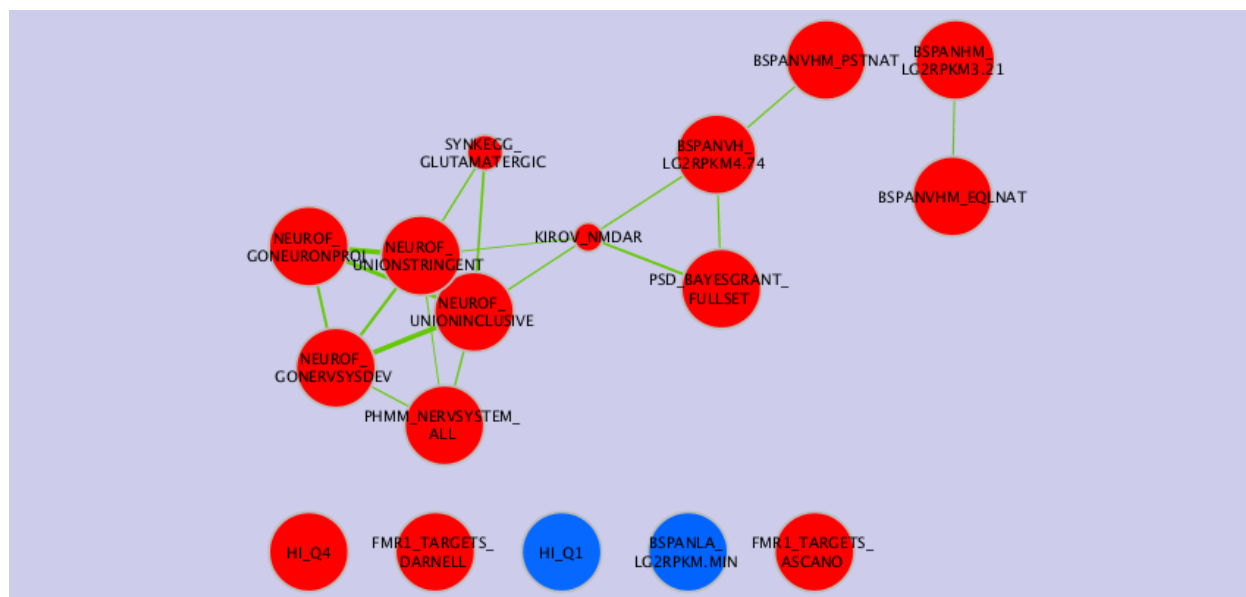 BSPANVHM_PSTNAT
BSPANHM_
LG2RPKM3.21
SYNKEGG_
GLUTAMATERGIC
BSPANVH_
LG2RPKM4.74
BSPANVHM_EQLNAT
NEUROF_
GONEURONPROJ
NEUROF_
UNIONSTRINGENT
KIROV_NMDAR
PSD_BAYESGRANT_
FULLSET
NEUROF_
UNIONINCLUSIVE
NEUROF_
GONERVSYSDEV
PHMM_NERVSYSTEM_
ALL
HI_Q4
FMR1_TARGETS_
DARNELL
HI_Q1
BSPANLA_
LG2RPKM.MIN
FMR1_TARGETS_
ASCANO